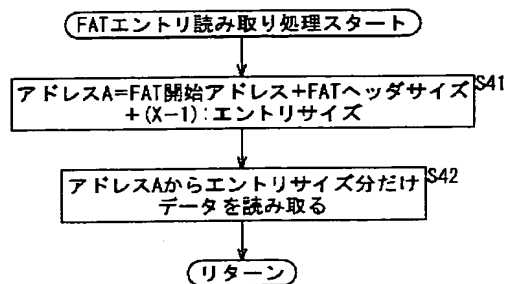 FATエントリ読み取り処理スタート
アドレスA=FAT開始アドレス+FATヘッダサイズ
+(X-1):エントリサイズ
S41
アドレスAからエントリサイズ分だけ
データを読み取る
S42
リターン